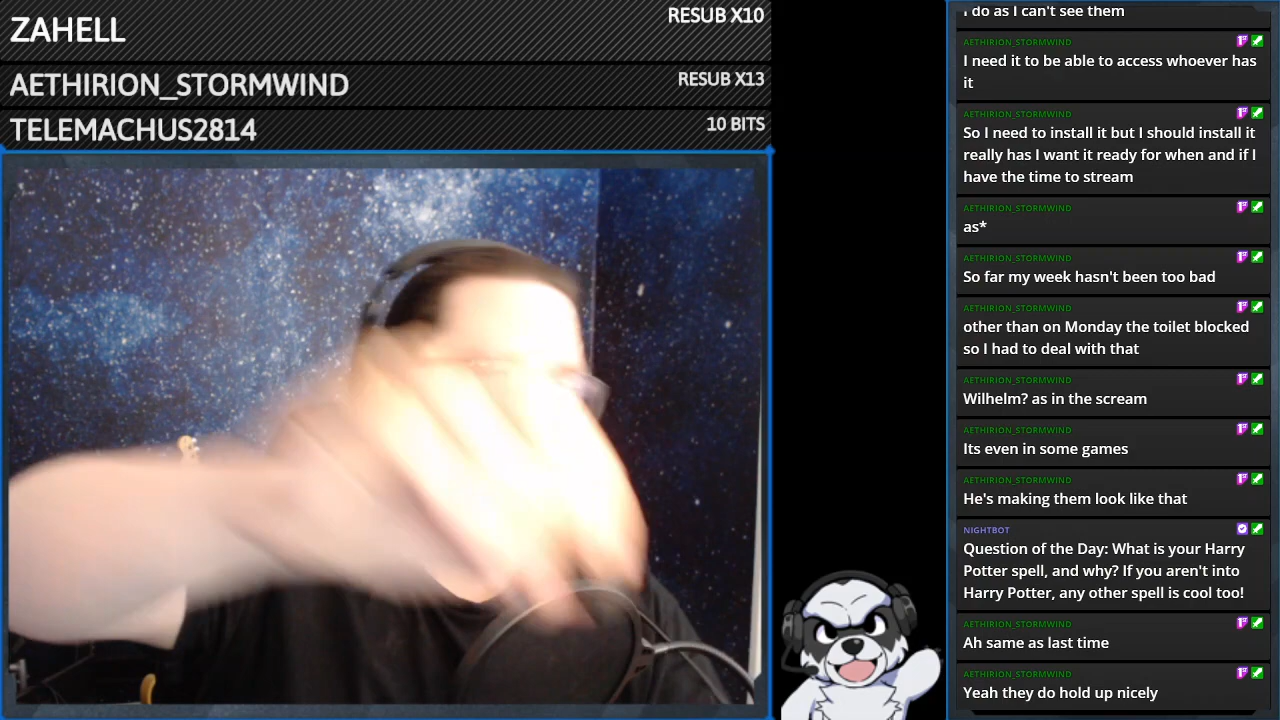 ZAHELL
RESUB X10
AETHIRION_STORMWIND
RESUB X13
TELEMACHUS2814
10 BITS
I do as I can't see them
AETHIRION_STORMWIND
I need it to be able to access whoever has
it
AETHIRION_STORMWIND
So I need to install it but I should install it
really has I want it ready for when and if I
have the time to stream
AETHIRION_STORMWIND
as*
AETHIRION_STORMWIND
So far my week hasn't been too bad
AETHIRION_STORMWIND
other than on Monday the toilet blocked
so I had to deal with that
AETHIRION_STORMWIND
Wilhelm? as in the scream
AETHIRION_STORMWIND
Its even in some games
AETHIRION_STORMWIND
He's making them look like that
NIGHTBOT
Question of the Day: What is your Harry
Potter spell, and why? If you aren't into
Harry Potter, any other spell is cool too!
AETHIRION_STORMWIND
Ah same as last time
AETHIRION_STORMWIND
Yeah they do hold up nicely